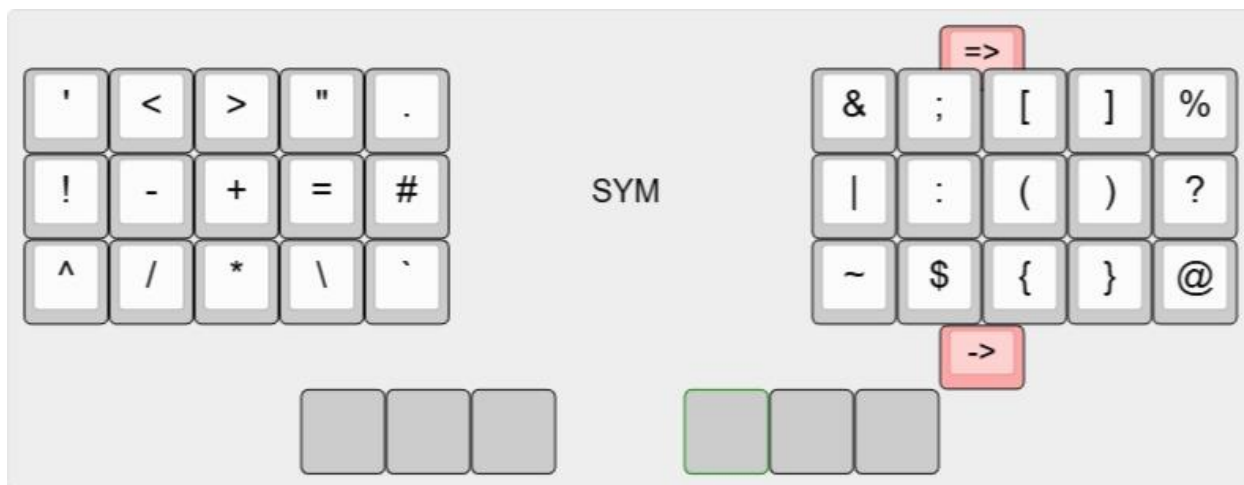 =>
' < > " . & ; [ ] %
! - + = # SYM | : ( ) ?
^ / * \ ` ~ $ { } @
->